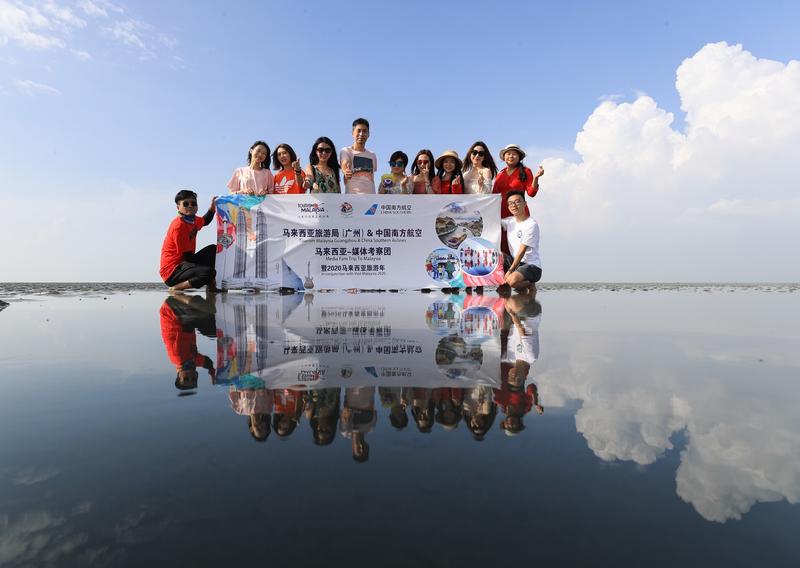 TOURISM MALAYSIA
中国南方航空
CHINA SOUTHERN
马来西亚旅游局（广州）& 中国南方航空
Tourism Malaysia Guangzhou & China Southern Airlines
马来西亚-媒体考察团
Media Fam Trip To Malaysia
暨2020马来西亚旅游年
in conjunction with Visit Malaysia 2020